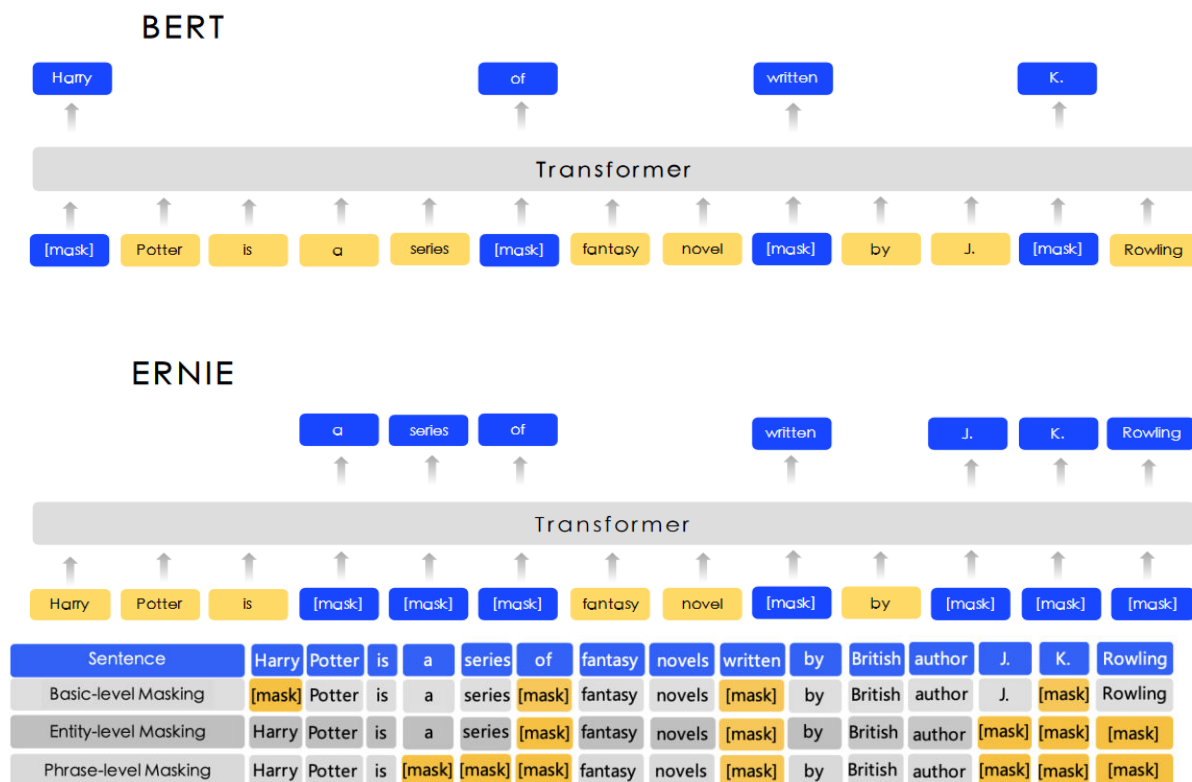 BERT
Harry of written K.
Transformer
[mask] Potter is a series [mask] fantasy novel [mask] by J. [mask] Rowling
ERNIE
a series of written J. K. Rowling
Transformer
Harry Potter is [mask] [mask] [mask] fantasy novel [mask] by [mask] [mask] [mask]
Sentence Harry Potter is a series of fantasy novels written by British author J. K. Rowling
Basic-level Masking [mask] Potter is a series [mask] fantasy novels [mask] by British author J. [mask] Rowling
Entity-level Masking Harry Potter is a series [mask] fantasy novels [mask] by British author [mask] [mask] [mask]
Phrase-level Masking Harry Potter is [mask] [mask] [mask] fantasy novels [mask] by British author [mask] [mask] [mask]